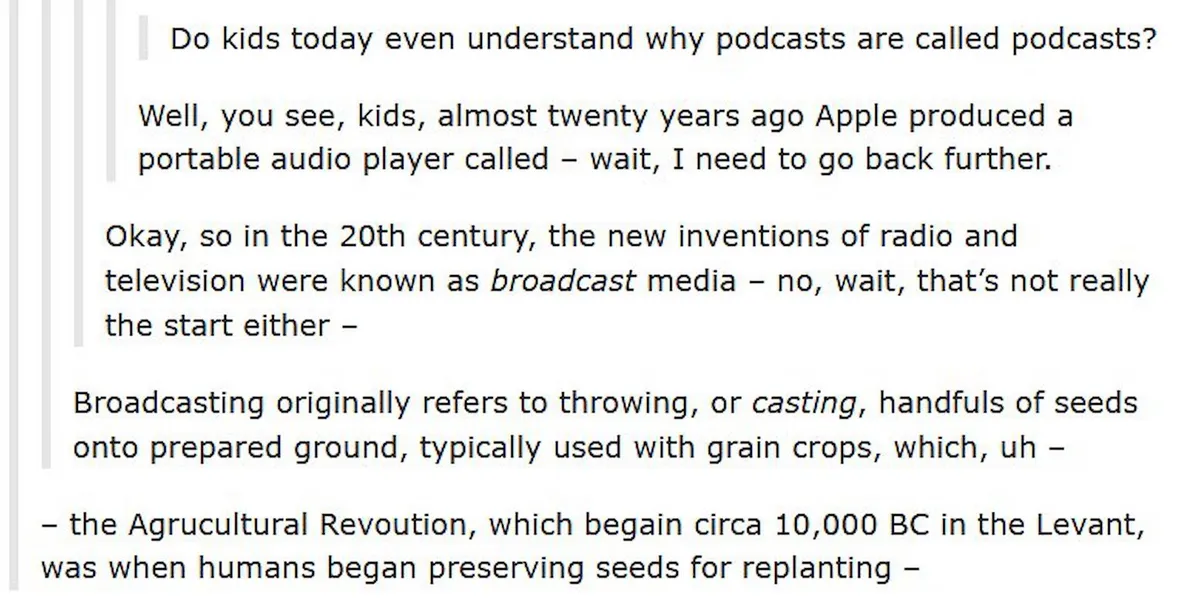 Do kids today even understand why podcasts are called podcasts?
Well, you see, kids, almost twenty years ago Apple produced a
portable audio player called – wait, I need to go back further.
Okay, so in the 20th century, the new inventions of radio and
television were known as broadcast media – no, wait, that’s not really
the start either –
Broadcasting originally refers to throwing, or casting, handfuls of seeds
onto prepared ground, typically used with grain crops, which, uh –
– the Agrucultural Revoution, which begain circa 10,000 BC in the Levant,
was when humans began preserving seeds for replanting –